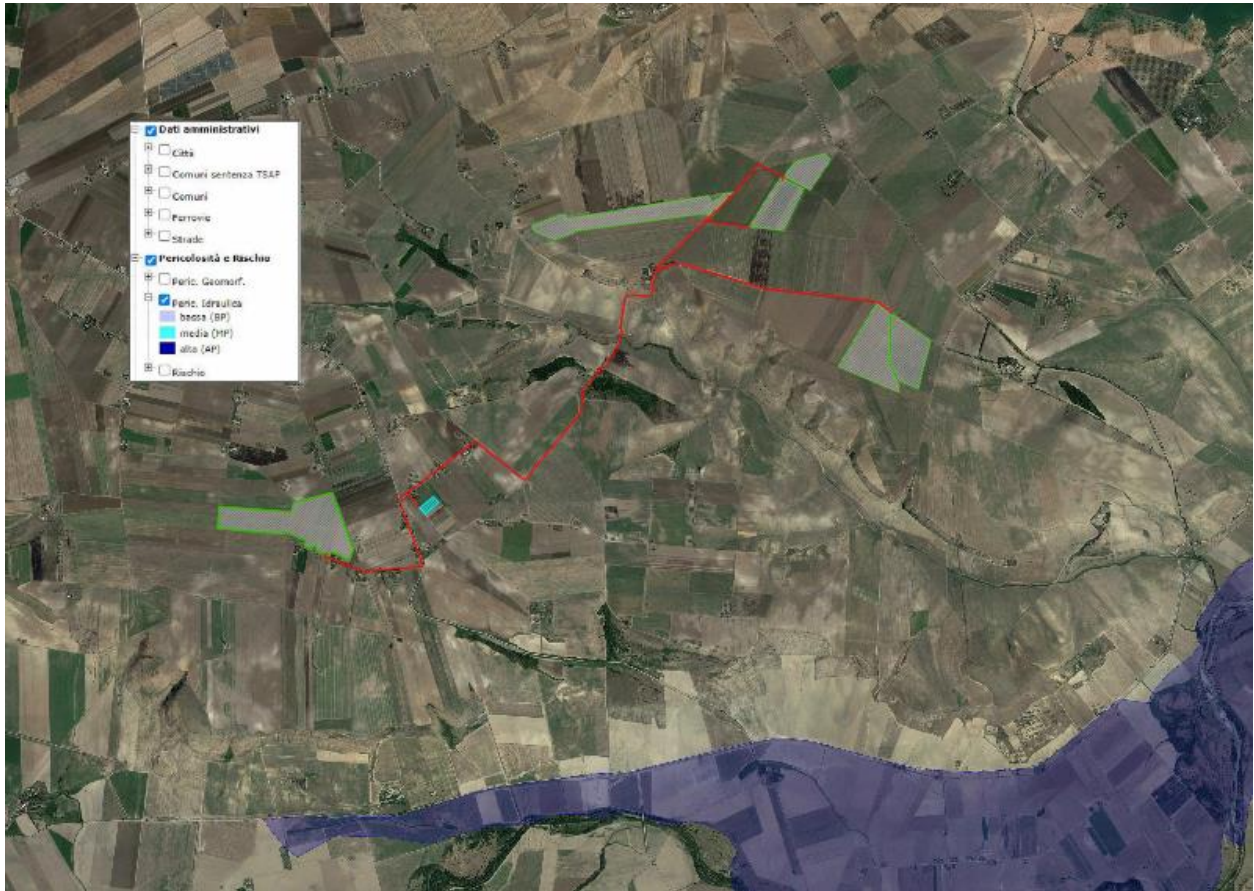 Dati amministrativi
Città
Comuni sentenza TSAP
Comuni
Ferrovie
Strade
Pericolosità e Rischio
Peric. Geomorf.
Peric. Idraulica
bassa (BP)
media (MP)
alta (AP)
Rischio